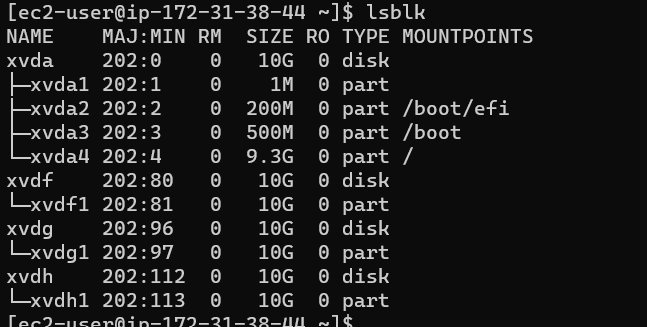 [ec2-user@ip-172-31-38-44 ~]$ lsblk
NAME    MAJ:MIN RM  SIZE RO TYPE MOUNTPOINTS
xvda    202:0    0   10G  0 disk
├─xvda1 202:1    0    1M  0 part
├─xvda2 202:2    0  200M  0 part /boot/efi
├─xvda3 202:3    0  500M  0 part /boot
└─xvda4 202:4    0  9.3G  0 part /
xvdf    202:80   0   10G  0 disk
└─xvdf1 202:81   0   10G  0 part
xvdg    202:96   0   10G  0 disk
└─xvdg1 202:97   0   10G  0 part
xvdh    202:112  0   10G  0 disk
└─xvdh1 202:113  0   10G  0 part
[ec2-user@ip-172-31-38-44 ~]$